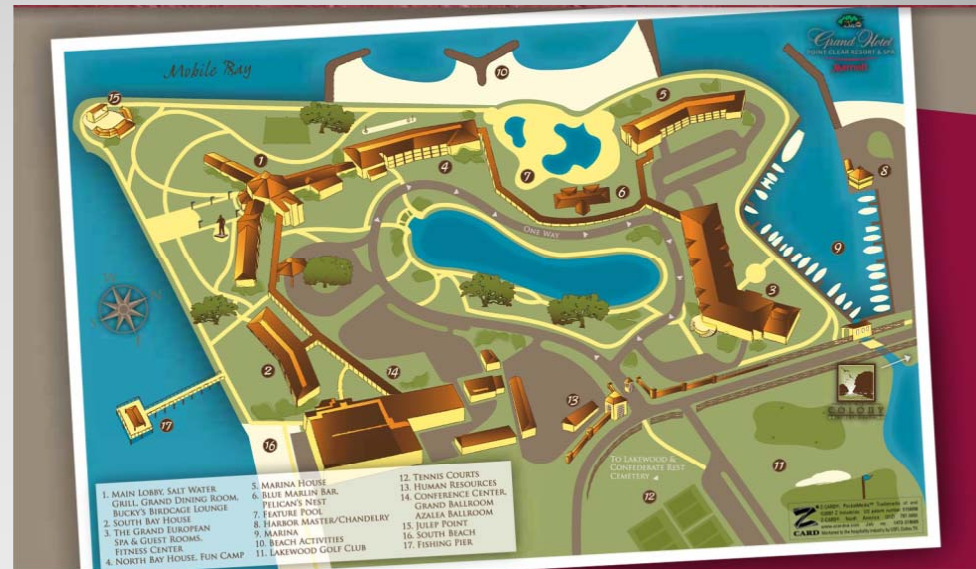 Mobile Bay
Grand Hotel
POINT CLEAR RESORT & SPA
Marriott
15
10
5
1
4
7
6
8
ONE WAY
9
3
2
14
13
17
16
COLONY
TO LAKEWOOD &
CONFEDERATE REST
CEMETERY
11
12
1. MAIN LOBBY, SALT WATER
GRILL, GRAND DINING ROOM,
BUCKY'S BIRDCAGE LOUNGE
2. SOUTH BAY HOUSE
3. THE GRAND EUROPEAN
SPA & GUEST ROOMS,
FITNESS CENTER
4. NORTH BAY HOUSE, FUN CAMP
5. MARINA HOUSE
6. BLUE MARLIN BAR,
PELICAN'S NEST
7. FEATURE POOL
8. HARBOR MASTER/CHANDELRY
9. MARINA
10. BEACH ACTIVITIES
11. LAKEWOOD GOLF CLUB
12. TENNIS COURTS
13. HUMAN RESOURCES
14. CONFERENCE CENTER,
GRAND BALLROOM
AZALEA BALLROOM
15. JULEP POINT
16. SOUTH BEACH
17. FISHING PIER
Z
CARD